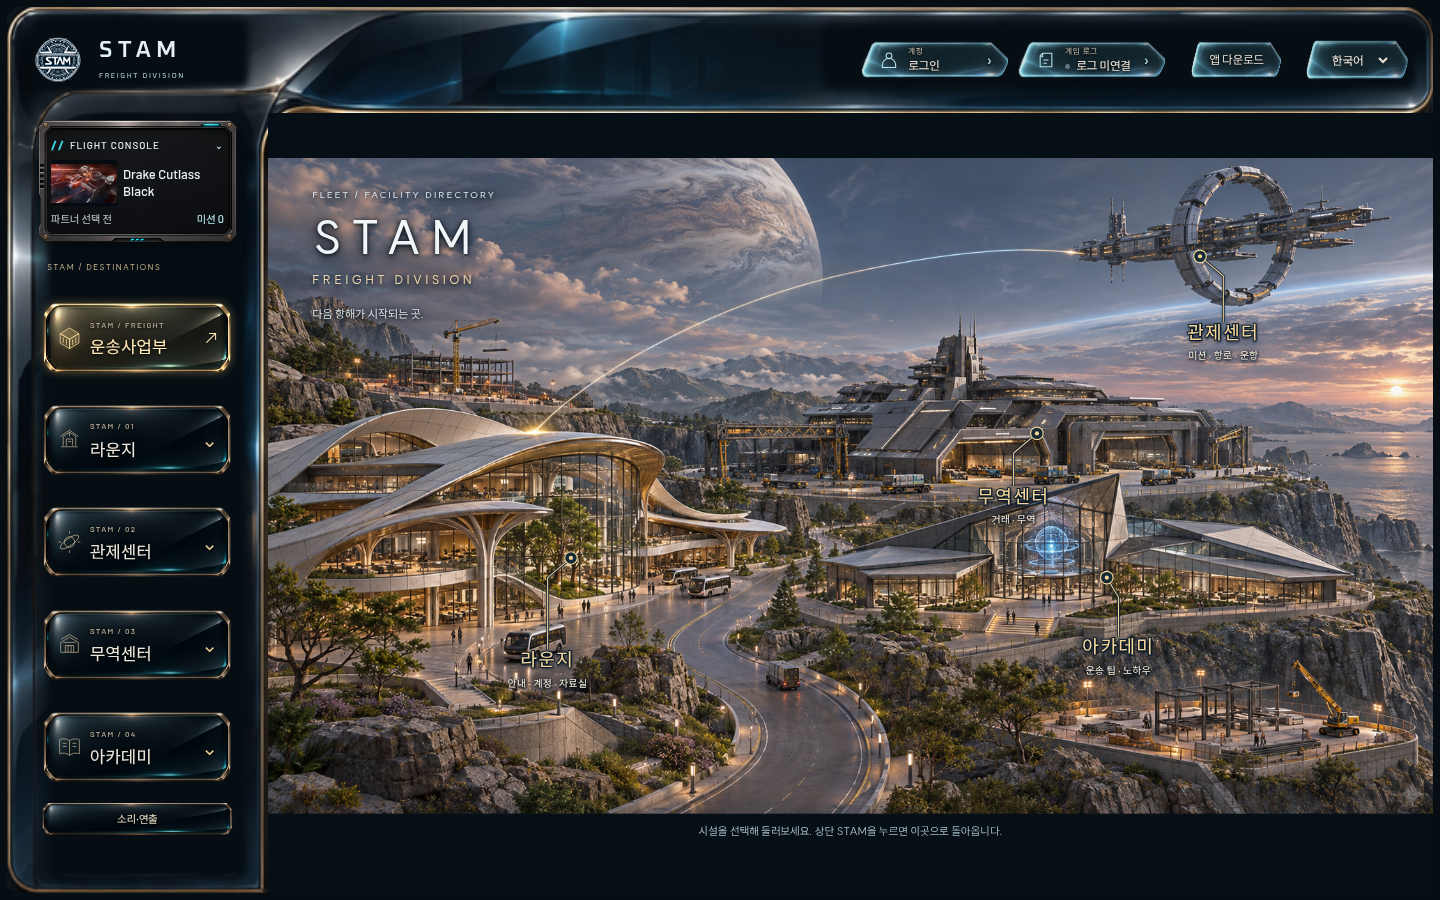 STAM
STAM
FREIGHT DIVISION
계정
로그인
게임 로그
로그 미연결
앱 다운로드
한국어
// FLIGHT CONSOLE
Drake Cutlass
Black
파트너 선택 전
미션 0
STAM / DESTINATIONS
STAM / FREIGHT
운송사업부
STAM / 01
라운지
STAM / 02
관제센터
STAM / 03
무역센터
STAM / 04
아카데미
소리·연출
FLEET / FACILITY DIRECTORY
STAM
FREIGHT DIVISION
다음 항해가 시작되는 곳.
관제센터
미션 · 항로 · 운항
무역센터
거래 · 무역
라운지
안내 · 계정 · 자료실
아카데미
운송 팁 · 노하우
시설을 선택해 둘러보세요. 상단 STAM을 누르면 이곳으로 돌아옵니다.